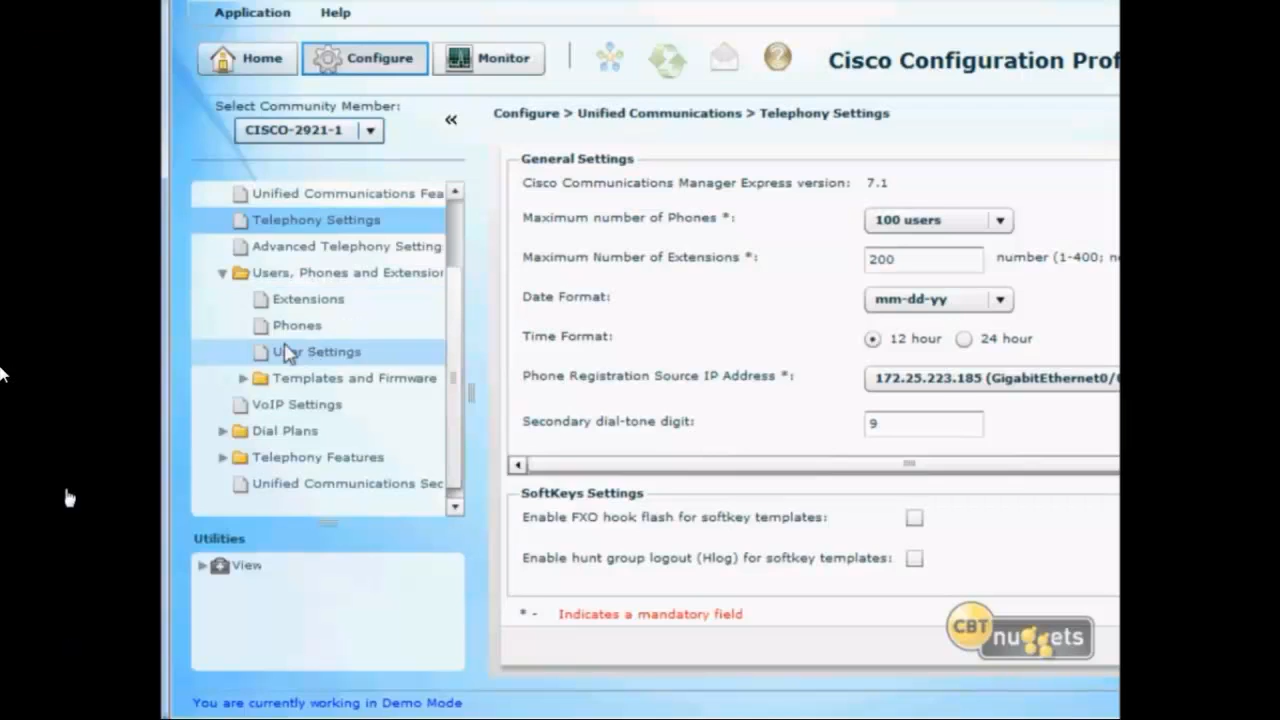 Application Help
Home Configure Monitor Cisco Configuration Prof
Select Community Member:
CISCO-2921-1
«
Configure > Unified Communications > Telephony Settings
Unified Communications Fea
Telephony Settings
Advanced Telephony Setting
Users, Phones and Extension
Extensions
Phones
User Settings
Templates and Firmware
VoIP Settings
Dial Plans
Telephony Features
Unified Communications Sec
Utilities
View
General Settings
Cisco Communications Manager Express version: 7.1
Maximum number of Phones *: 100 users
Maximum Number of Extensions *: 200 number (1-400; n
Date Format: mm-dd-yy
Time Format: 12 hour 24 hour
Phone Registration Source IP Address *: 172.25.223.185 (GigabitEthernet0/
Secondary dial-tone digit: 9
SoftKeys Settings
Enable FXO hook flash for softkey templates:
Enable hunt group logout (Hlog) for softkey templates:
* - Indicates a mandatory field
CBT nuggets
You are currently working in Demo Mode